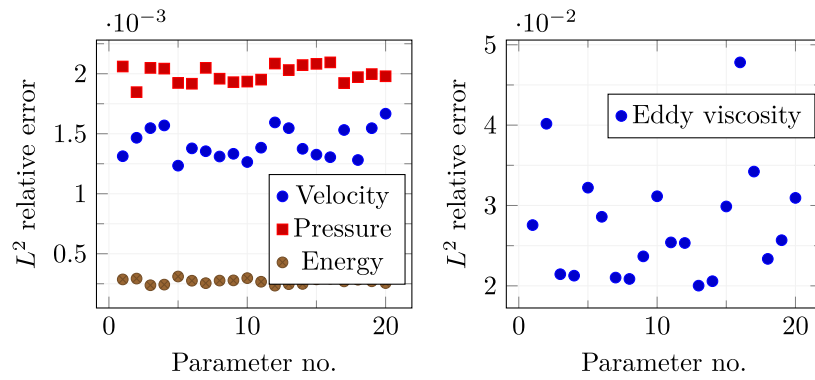 ·10⁻³
2
1.5
1
0.5
L² relative error
Velocity
Pressure
Energy
0 10 20
Parameter no.
·10⁻²
5
4
3
2
L² relative error
Eddy viscosity
0 10 20
Parameter no.